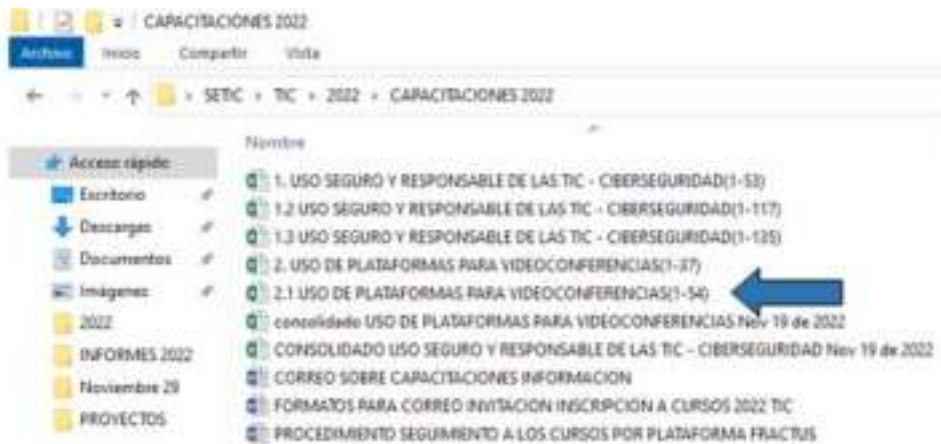 CAPACITACIONES 2022
Archivo Inicio Compartir Vista
SETIC › TIC › 2022 › CAPACITACIONES 2022
Nombre
Acceso rápido
Escritorio
Descargas
Documentos
Imágenes
2022
INFORMES 2022
Noviembre 29
PROYECTOS
1. USO SEGURO Y RESPONSABLE DE LAS TIC - CIBERSEGURIDAD(1-53)
1.2 USO SEGURO Y RESPONSABLE DE LAS TIC - CIBERSEGURIDAD(1-117)
1.3 USO SEGURO Y RESPONSABLE DE LAS TIC - CIBERSEGURIDAD(1-135)
2. USO DE PLATAFORMAS PARA VIDEOCONFERENCIAS(1-37)
2.1 USO DE PLATAFORMAS PARA VIDEOCONFERENCIAS(1-54)
consolidado USO DE PLATAFORMAS PARA VIDEOCONFERENCIAS Nov 19 de 2022
CONSOLIDADO USO SEGURO Y RESPONSABLE DE LAS TIC - CIBERSEGURIDAD Nov 19 de 2022
CORREO SOBRE CAPACITACIONES INFORMACION
FORMATOS PARA CORREO INVITACION INSCRIPCION A CURSOS 2022 TIC
PROCEDIMIENTO SEGUIMIENTO A LOS CURSOS POR PLATAFORMA FRACTUS